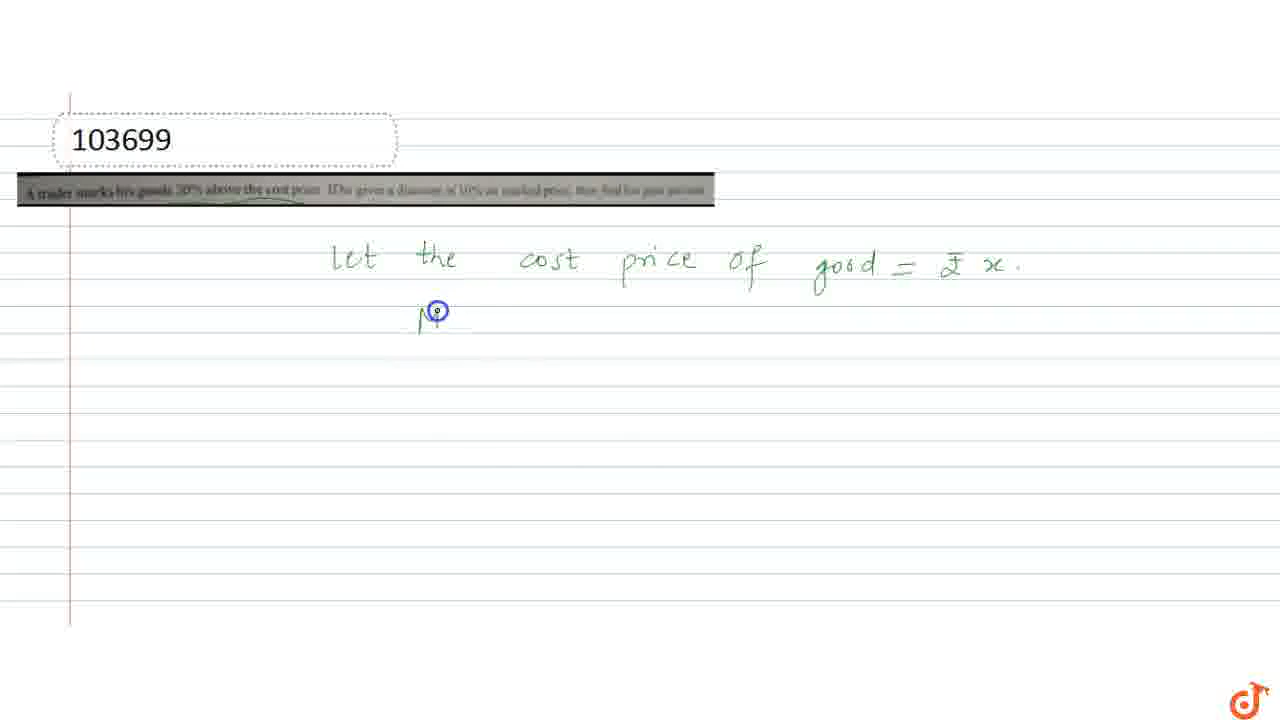 103699
A trader marks his goods 20% above the cost price. If he gives a discount of 10% on marked price, then find his gain percent.
Let the cost price of good = ₹ x.
M